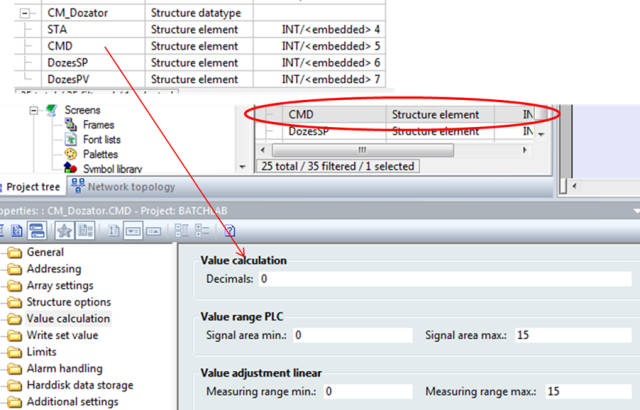 CM_Dozator Structure datatype
STA Structure element INT/<embedded> 4
CMD Structure element INT/<embedded> 5
DozesSP Structure element INT/<embedded> 6
DozesPV Structure element INT/<embedded> 7
Screens
Frames
Font lists
Palettes
Symbol library
CMD Structure element IN
DozesSP Structure element IN
25 total / 35 filtered / 1 selected
Project tree Network topology
roperties: : CM_Dozator.CMD - Project: BATCHLAB
General
Addressing
Array settings
Structure options
Value calculation
Write set value
Limits
Alarm handling
Harddisk data storage
Additional settings
Value calculation
Decimals: 0
Value range PLC
Signal area min.: 0 Signal area max.: 15
Value adjustment linear
Measuring range min.: 0 Measuring range max.: 15